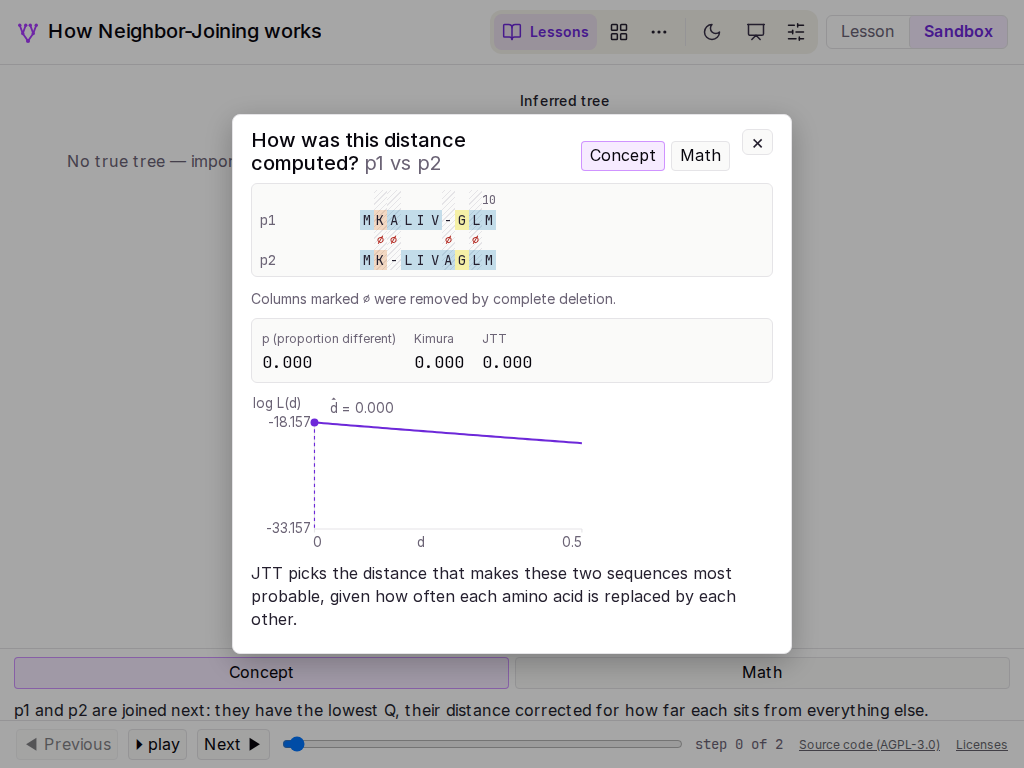 How Neighbor-Joining works
Lessons
Lesson
Sandbox
Inferred tree
No true tree — impor
How was this distance
computed? p1 vs p2
Concept
Math
×
10
p1 MKALIV-GLM
ø ø ø ø
p2 MK-LIVAGLM
Columns marked ø were removed by complete deletion.
p (proportion different) Kimura JTT
0.000 0.000 0.000
log L(d)
d̂ = 0.000
-18.157
-33.157
0 d 0.5
JTT picks the distance that makes these two sequences most
probable, given how often each amino acid is replaced by each
other.
Concept
Math
p1 and p2 are joined next: they have the lowest Q, their distance corrected for how far each sits from everything else.
Previous
play
Next
step 0 of 2
Source code (AGPL-3.0)
Licenses